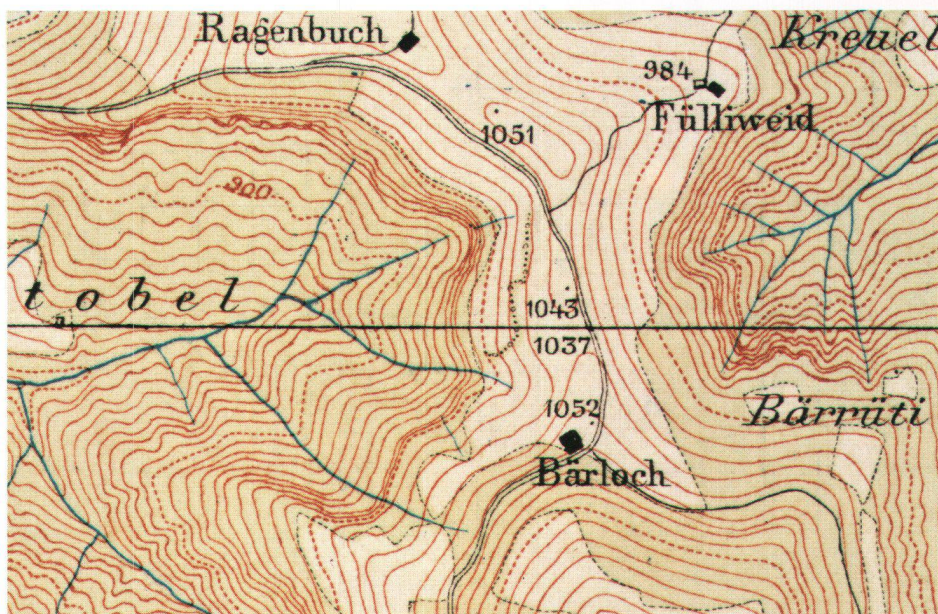 Ragenbuch
Kreuel
984
Fülliweid
1051
900
tobel
1043
1037
1052
Bärrüti
Bärloch